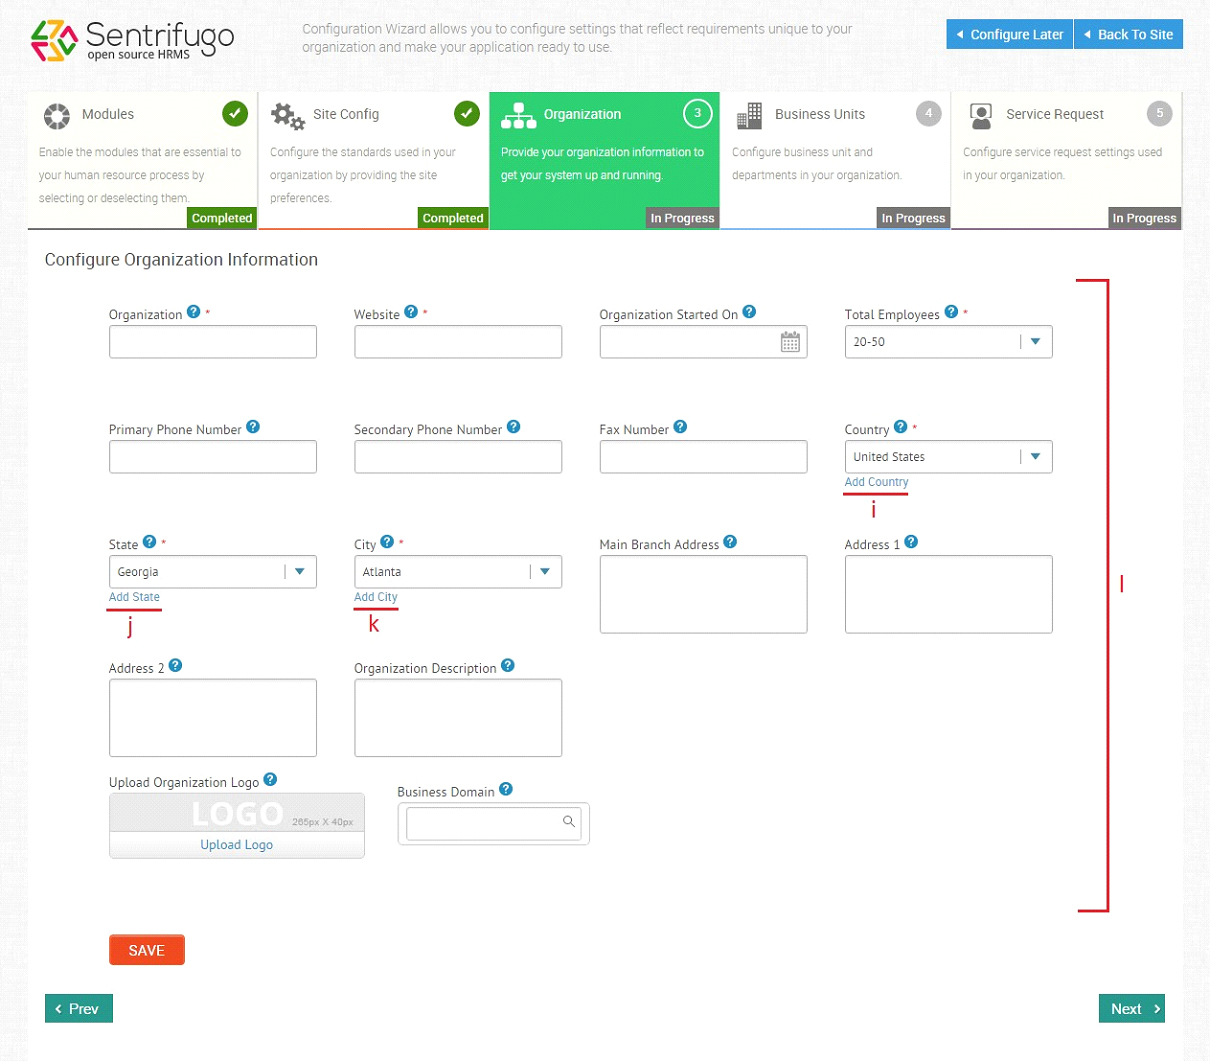 Sentrifugo
open source HRMS
Configuration Wizard allows you to configure settings that reflect requirements unique to your
organization and make your application ready to use.
Configure Later
Back To Site
Modules
Enable the modules that are essential to
your human resource process by
selecting or deselecting them.
Completed
Site Config
Configure the standards used in your
organization by providing the site
preferences.
Completed
Organization
3
Provide your organization information to
get your system up and running.
In Progress
Business Units
4
Configure business unit and
departments in your organization.
In Progress
Service Request
5
Configure service request settings used
in your organization.
In Progress
Configure Organization Information
Organization ? *
Website ? *
Organization Started On ?
Total Employees ? *
20-50
Primary Phone Number ?
Secondary Phone Number ?
Fax Number ?
Country ? *
United States
Add Country
i
State ? *
Georgia
Add State
j
City ? *
Atlanta
Add City
k
Main Branch Address ?
Address 1 ?
l
Address 2 ?
Organization Description ?
Upload Organization Logo ?
LOGO 265px X 40px
Upload Logo
Business Domain ?
SAVE
Prev
Next